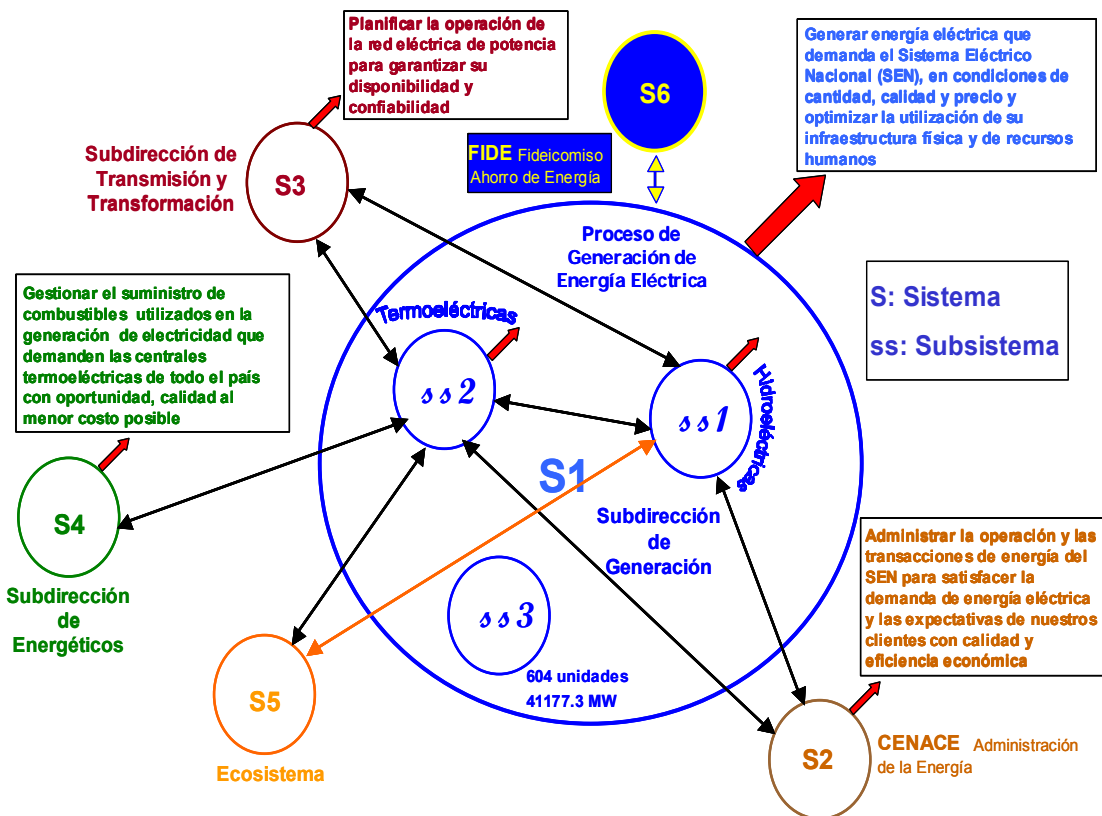 Planificar la operación de
la red eléctrica de potencia
para garantizar su
disponibilidad y
confiabilidad
Generar energía eléctrica que
demanda el Sistema Eléctrico
Nacional (SEN), en condiciones de
cantidad, calidad y precio y
optimizar la utilización de su
infraestructura física y de recursos
humanos
S6
FIDE Fideicomiso
Ahorro de Energía
Subdirección de
Transmisión y
Transformación
S3
Proceso de
Generación de
Energía Eléctrica
S: Sistema
ss: Subsistema
Gestionar el suministro de
combustibles utilizados en la
generación de electricidad que
demanden las centrales
termoeléctricas de todo el país
con oportunidad, calidad al
menor costo posible
Termoeléctricas
ss2
Hidroeléctricas
ss1
S1
Subdirección
de
Generación
S4
Subdirección
de
Energéticos
ss3
604 unidades
41177.3 MW
Administrar la operación y las
transacciones de energía del
SEN para satisfacer la
demanda de energía eléctrica
y las expectativas de nuestros
clientes con calidad y
eficiencia económica
S5
Ecosistema
S2
CENACE Administración
de la Energía